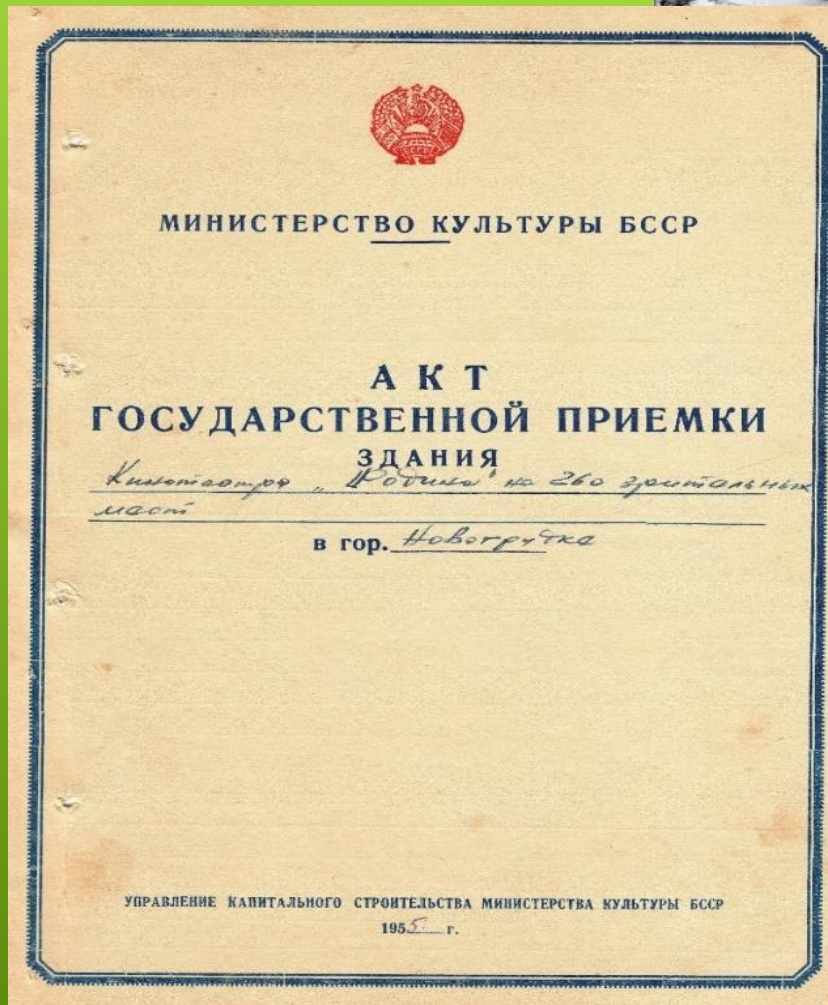 МИНИСТЕРСТВО КУЛЬТУРЫ БССР
АКТ
ГОСУДАРСТВЕННОЙ ПРИЕМКИ
ЗДАНИЯ
Кинотеатра „Родина" на 260 зрительных
мест
в гор. Новогрудке
УПРАВЛЕНИЕ КАПИТАЛЬНОГО СТРОИТЕЛЬСТВА МИНИСТЕРСТВА КУЛЬТУРЫ БССР
1955 г.